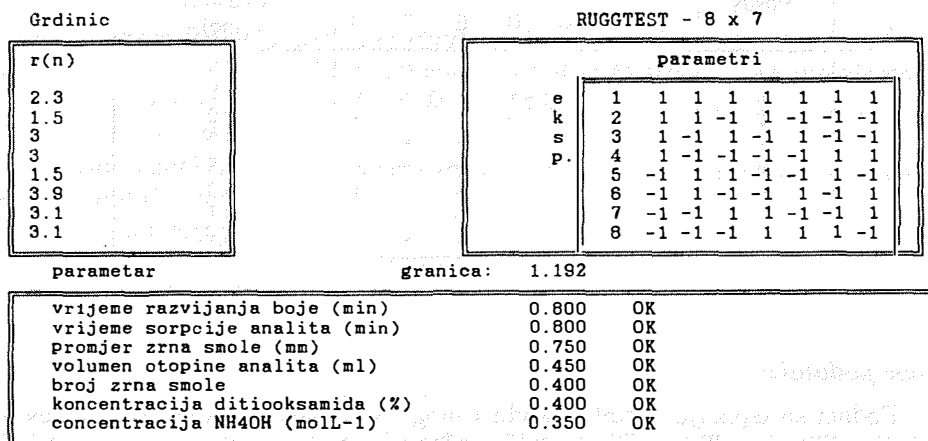 Grdinic RUGGTEST - 8 x 7
r(n) parametri
2.3 e 1 1 1 1 1 1 1 1
1.5 k 2 1 1 -1 1 -1 -1 -1
3 s 3 1 -1 1 -1 1 -1 -1
3 p. 4 1 -1 -1 -1 -1 1 1
1.5 5 -1 1 1 -1 -1 1 -1
3.9 6 -1 1 -1 -1 1 -1 1
3.1 7 -1 -1 1 1 -1 -1 1
3.1 8 -1 -1 -1 1 1 1 -1
parametar granica: 1.192
vrijeme razvijanja boje (min) 0.800 OK
vrijeme sorpcije analita (min) 0.800 OK
promjer zrna smole (mm) 0.750 OK
volumen otopine analita (ml) 0.450 OK
broj zrna smole 0.400 OK
koncentracija ditiooksamida (%) 0.400 OK
concentracija NH4OH (molL-1) 0.350 OK